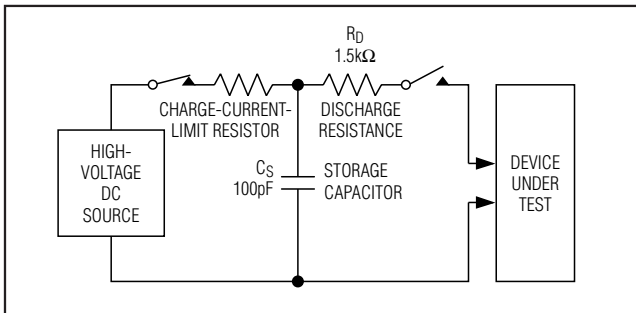 R_D
1.5kΩ
CHARGE-CURRENT-
LIMIT RESISTOR
DISCHARGE
RESISTANCE
HIGH-
VOLTAGE
DC
SOURCE
C_S
100pF
STORAGE
CAPACITOR
DEVICE
UNDER
TEST